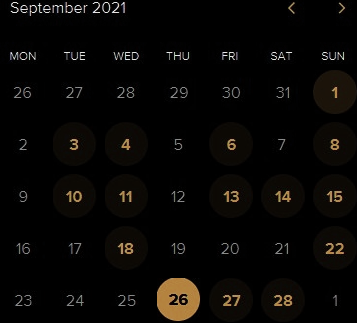 September 2021 < >
MON TUE WED THU FRI SAT SUN
26 27 28 29 30 31 1
2 3 4 5 6 7 8
9 10 11 12 13 14 15
16 17 18 19 20 21 22
23 24 25 26 27 28 1